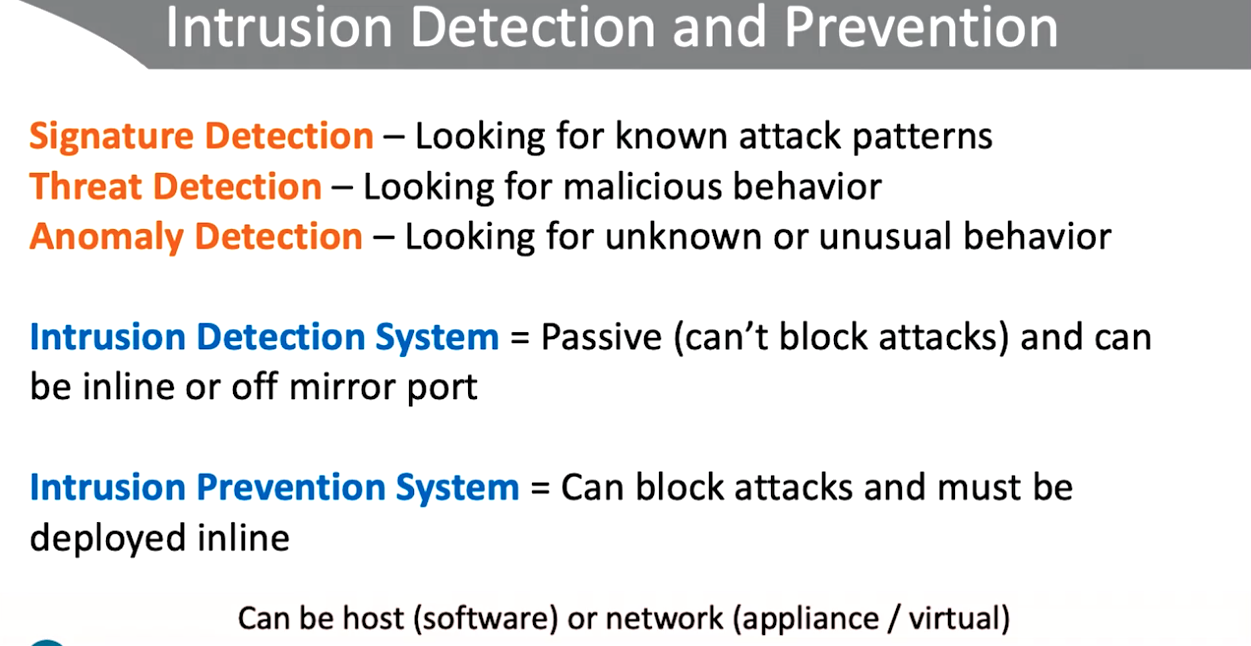 Intrusion Detection and Prevention
Signature Detection – Looking for known attack patterns
Threat Detection – Looking for malicious behavior
Anomaly Detection – Looking for unknown or unusual behavior
Intrusion Detection System = Passive (can’t block attacks) and can
be inline or off mirror port
Intrusion Prevention System = Can block attacks and must be
deployed inline
Can be host (software) or network (appliance / virtual)